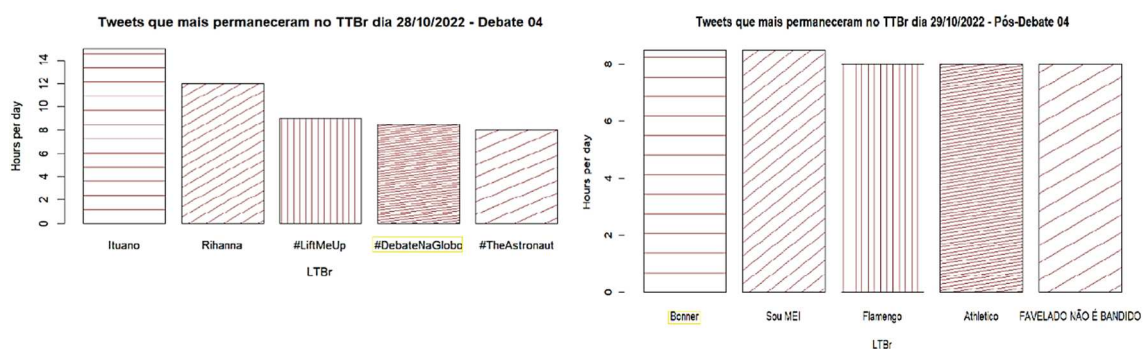 Tweets que mais permaneceram no TTBr dia 28/10/2022 - Debate 04
Hours per day
14
12
10
8
6
4
2
0
Ituano Rihanna #LiftMeUp #DebateNaGlobo #TheAstronaut
LTBr
Tweets que mais permaneceram no TTBr dia 29/10/2022 - Pós-Debate 04
Hours per day
8
6
4
2
0
Bonner Sou MEI Flamengo Athletico FAVELADO NÃO É BANDIDO
LTBr